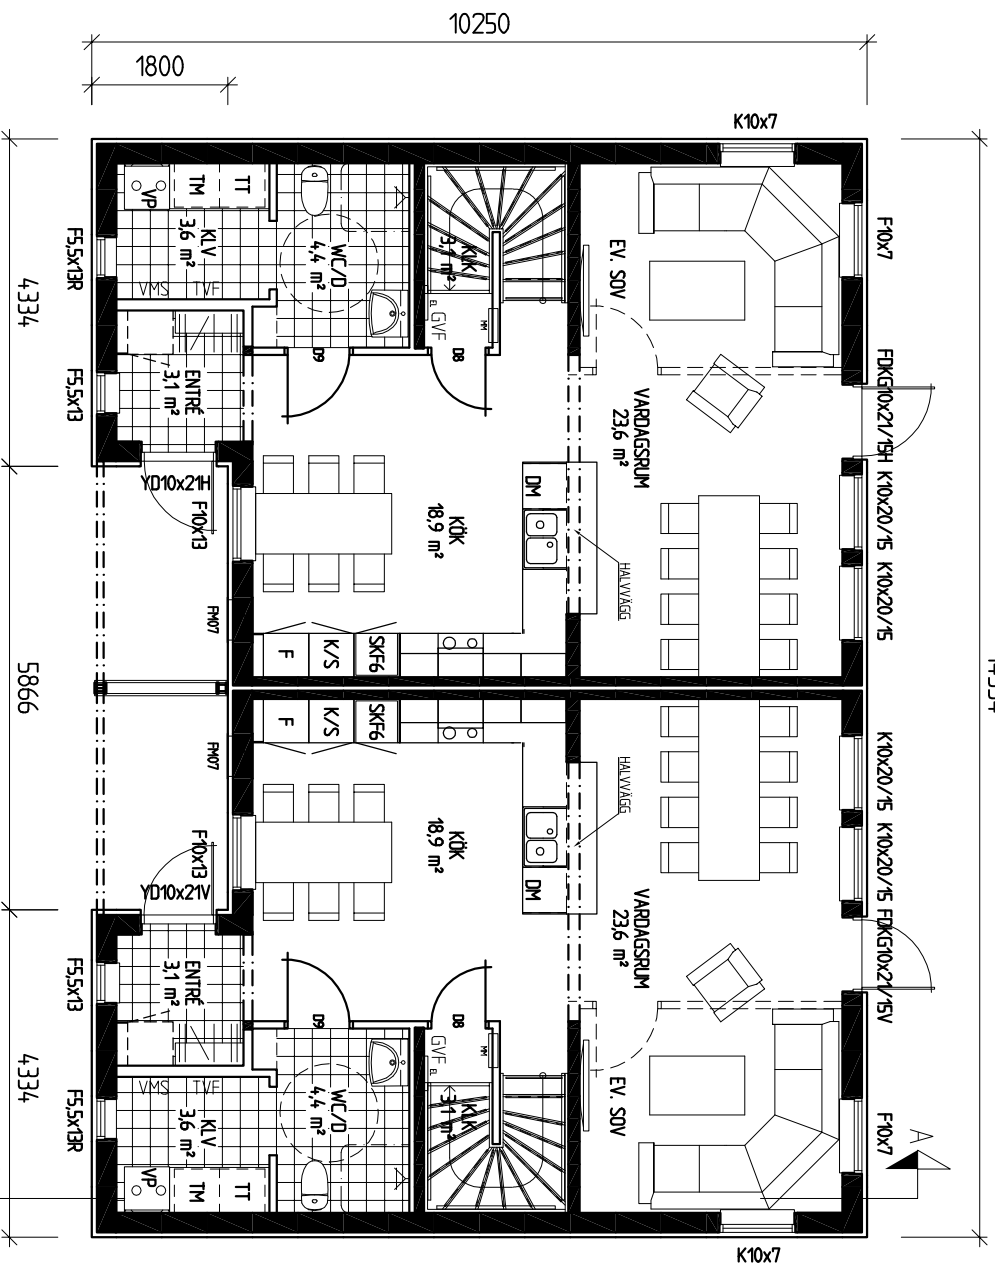 10250
1800
K10x7
VP
TM
TT
KLV
3,6 m²
VMS
TVF
WC/D
4,4 m²
KLK
3,1 m²
EL
GVF
MM
EV. SOV
F10x7
F5,5x13R
4334
F5,5x13
ENTRÉ
3,1 m²
D9
D8
VARDAGSRUM
23,6 m²
FDKG10x21/15H
K10x20/15
K10x20/15
YD10x21H
F10x13
DM
KÖK
18,9 m²
HALVVÄGG
FM07
F
K/S
SKF6
5866
F
K/S
SKF6
FM07
HALVVÄGG
K10x20/15
K10x20/15
FDKG10x21/15V
F10x13
YD10x21V
KÖK
18,9 m²
DM
VARDAGSRUM
23,6 m²
F5,5x13
ENTRÉ
3,1 m²
D9
D8
4334
F5,5x13R
VMS
TVF
KLV
3,6 m²
WC/D
4,4 m²
GVF
EL
MM
KLK
3,1 m²
EV. SOV
F10x7
A
VP
TM
TT
K10x7